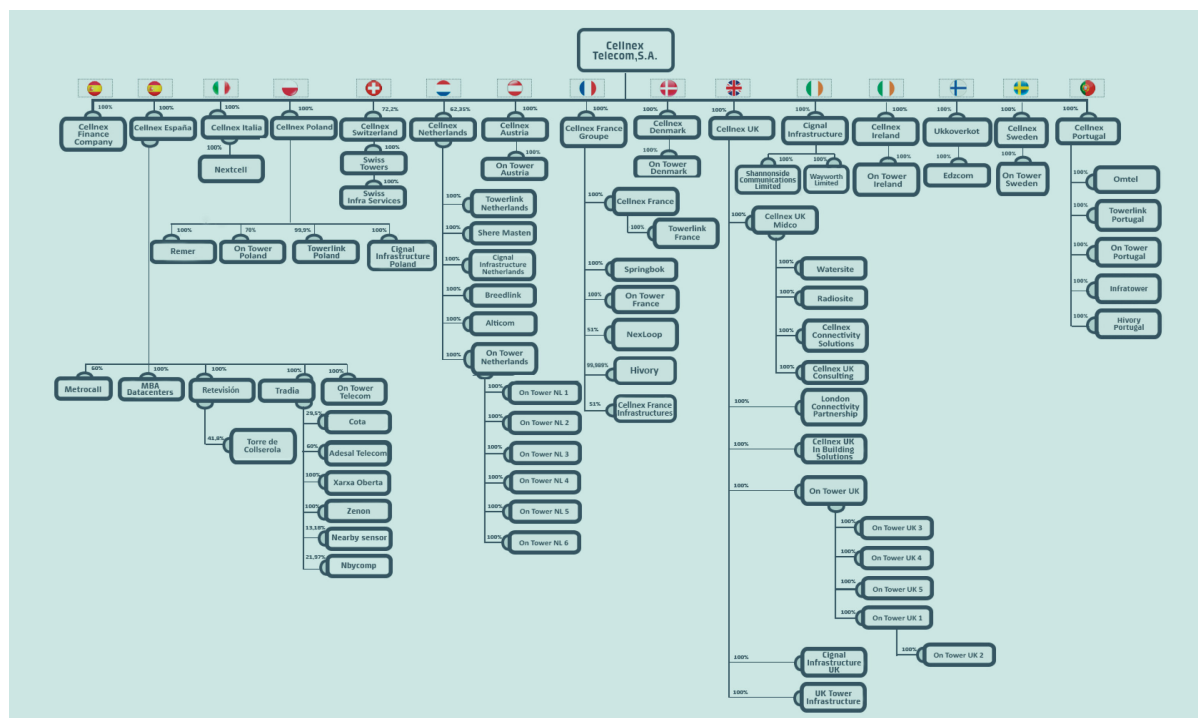 Cellnex
Telecom,S.A.
100%
100%
100%
100%
72,2%
62,35%
100%
100%
100%
100%
100%
100%
100%
100%
100%
Cellnex
Finance
Company
Cellnex España
Cellnex Italia
Cellnex Poland
Cellnex
Switzerland
Cellnex
Netherlands
Cellnex
Austria
Cellnex France
Groupe
Cellnex
Denmark
Cellnex UK
Cignal
Infrastructure
Cellnex
Ireland
Ukkoverkot
Cellnex
Sweden
Cellnex
Portugal
100%
Nextcell
100%
Swiss
Towers
100%
Swiss
Infra Services
100%
On Tower
Austria
100%
On Tower
Denmark
100%
Shannonside
Communications
Limited
100%
Wayworth
Limited
100%
On Tower
Ireland
100%
Edzcom
100%
On Tower
Sweden
100%
Remer
70%
On Tower
Poland
99,9%
Towerlink
Poland
100%
Cignal
Infrastructure
Poland
100%
Towerlink
Netherlands
100%
Shere Masten
100%
Cignal
Infrastructure
Netherlands
100%
Breedlink
100%
Alticom
100%
On Tower
Netherlands
100%
On Tower NL 1
100%
On Tower NL 2
100%
On Tower NL 3
100%
On Tower NL 4
100%
On Tower NL 5
100%
On Tower NL 6
100%
Cellnex France
100%
Towerlink
France
100%
Springbok
100%
On Tower
France
51%
NexLoop
Hivory
51%
Cellnex France
Infrastructures
100%
Cellnex UK
Midco
100%
Watersite
100%
Radiosite
100%
Cellnex
Connectivity
Solutions
100%
Cellnex UK
Consulting
100%
London
Connectivity
Partnership
100%
Cellnex UK
In Building
Solutions
100%
On Tower UK
100%
On Tower UK 3
100%
On Tower UK 4
100%
On Tower UK 5
100%
On Tower UK 1
100%
On Tower UK 2
100%
Cignal
Infrastructure
UK
100%
UK Tower
Infrastructure
100%
Omtel
100%
Towerlink
Portugal
100%
On Tower
Portugal
100%
Infratower
100%
Hivory
Portugal
60%
Metrocall
100%
MBA
Datacenters
100%
Retevisión
100%
Tradia
100%
On Tower
Telecom
41,8%
Torre de
Collserola
29,5%
Cota
60%
Adesal Telecom
100%
Xarxa Oberta
100%
Zenon
13,18%
Nearby sensor
21,97%
Nbycomp